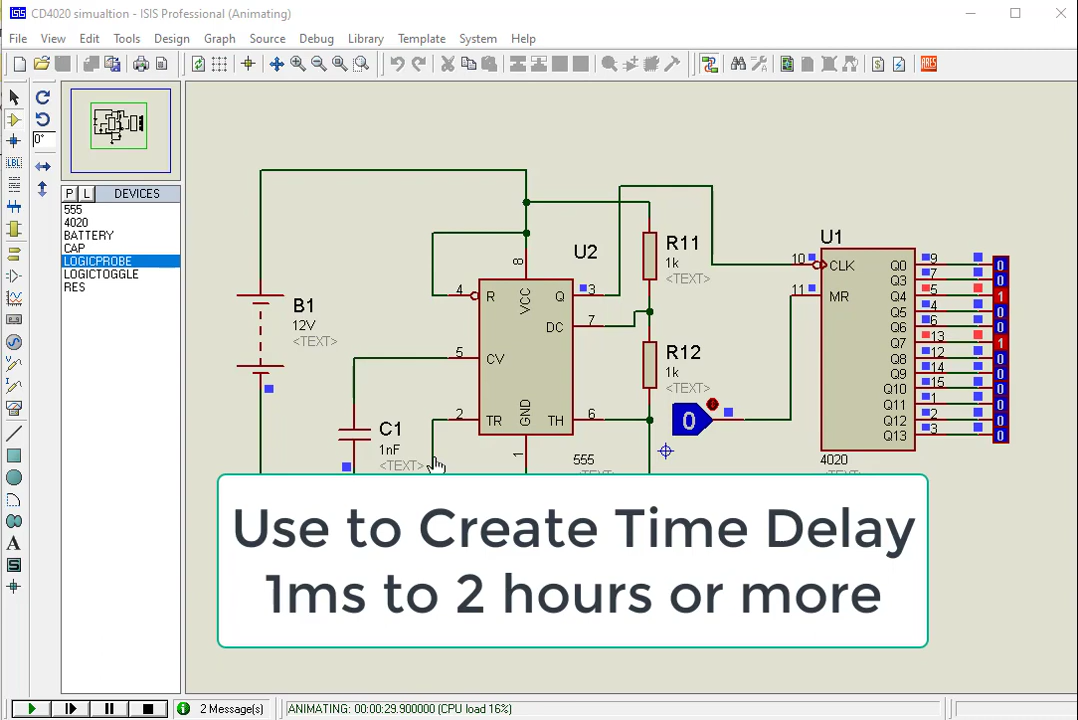 CD4020 simualtion - ISIS Professional (Animating)
File View Edit Tools Design Graph Source Debug Library Template System Help
ARES
0°
LBL
P L DEVICES
555
4020
BATTERY
CAP
LOGICPROBE
LOGICTOGGLE
RES
B1
12V
<TEXT>
C1
1nF
<TEXT>
U2
8
VCC
4 R
Q 3
DC 7
5 CV
2 TR
GND
TH 6
1
555
R11
1k
<TEXT>
R12
1k
<TEXT>
0
U1
10 CLK
11 MR
Q0 9 0
Q3 7 0
Q4 5 1
Q5 4 0
Q6 6 0
Q7 13 1
Q8 12 0
Q9 14 0
Q10 15 0
Q11 1 0
Q12 2 0
Q13 3 0
4020
Use to Create Time Delay
1ms to 2 hours or more
2 Message(s) ANIMATING: 00:00:29.900000 (CPU load 16%)